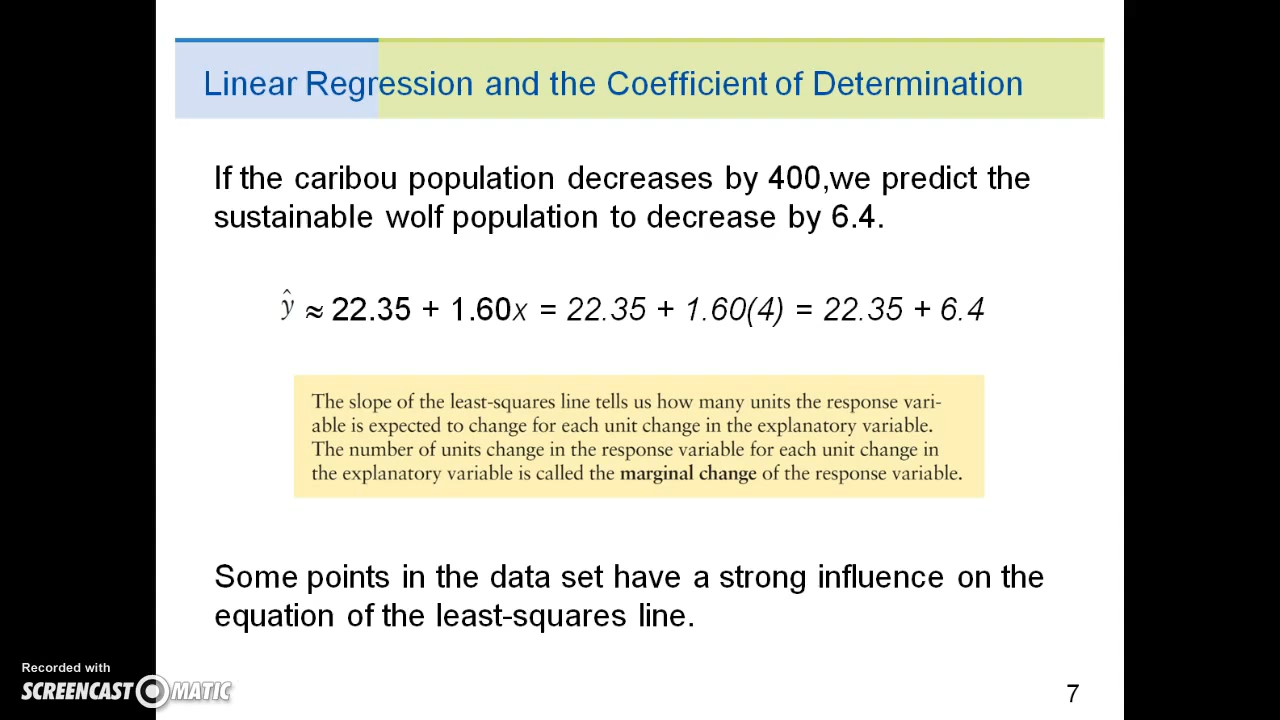 Linear Regression and the Coefficient of Determination
If the caribou population decreases by 400,we predict the
sustainable wolf population to decrease by 6.4.
ŷ ≈ 22.35 + 1.60x = 22.35 + 1.60(4) = 22.35 + 6.4
The slope of the least-squares line tells us how many units the response vari-
able is expected to change for each unit change in the explanatory variable.
The number of units change in the response variable for each unit change in
the explanatory variable is called the marginal change of the response variable.
Some points in the data set have a strong influence on the
equation of the least-squares line.
Recorded with
SCREENCAST O MATIC
7